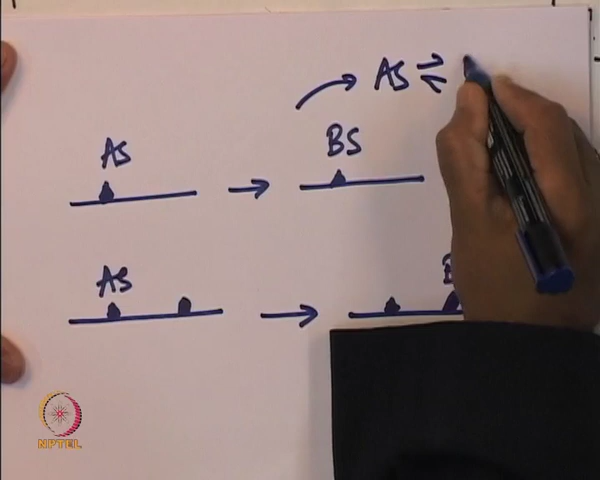 AS ⇌
AS → BS
AS → B
NPTEL